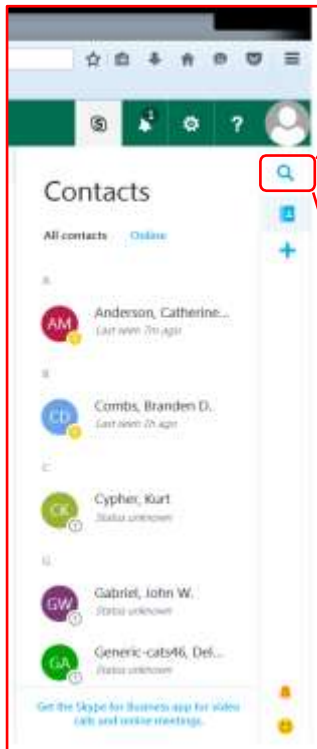 1
?
Contacts
All contacts Online
A
AM Anderson, Catherine...
Last seen 7m ago
B
CD Combs, Branden D.
Last seen 1h ago
C
CK Cypher, Kurt
Status unknown
G
GW Gabriel, John W.
Status unknown
GA Generic-cats46, Del...
Status unknown
Get the Skype for Business app for video
calls and online meetings.